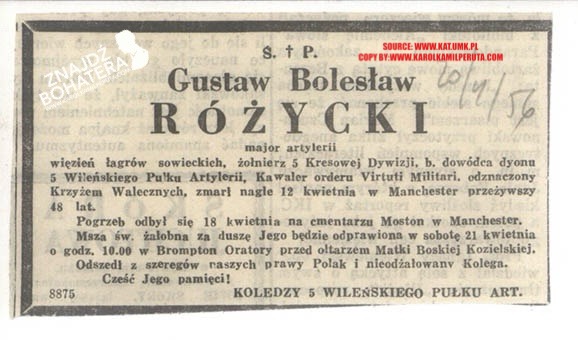 ZNAJDŹ
BOHATERA
SOURCE: WWW.KAT.UMK.PL
COPY BY:WWW.KAROLKAMILPERUTA.COM
Ś. † P.
Gustaw Bolesław
RÓŻYCKI
major artylerii
więzień łagrów sowieckich, żołnierz 5 Kresowej Dywizji, b. dowódca dyonu
5 Wileńskiego Pułku Artylerii, Kawaler orderu Virtuti Militari, odznaczony
Krzyżem Walecznych, zmarł nagle 12 kwietnia w Manchester przeżywszy
48 lat.
Pogrzeb odbył się 18 kwietnia na cmentarzu Moston w Manchester.
Msza św. żałobna za duszę Jego będzie odprawiona w sobotę 21 kwietnia
o godz. 10.00 w Brompton Oratory przed ołtarzem Matki Boskiej Kozielskiej.
Odszedł z szeregów naszych prawy Polak i nieodżałowany Kolega.
Cześć Jego pamięci!
8875 KOLEDZY 5 WILEŃSKIEGO PUŁKU ART.